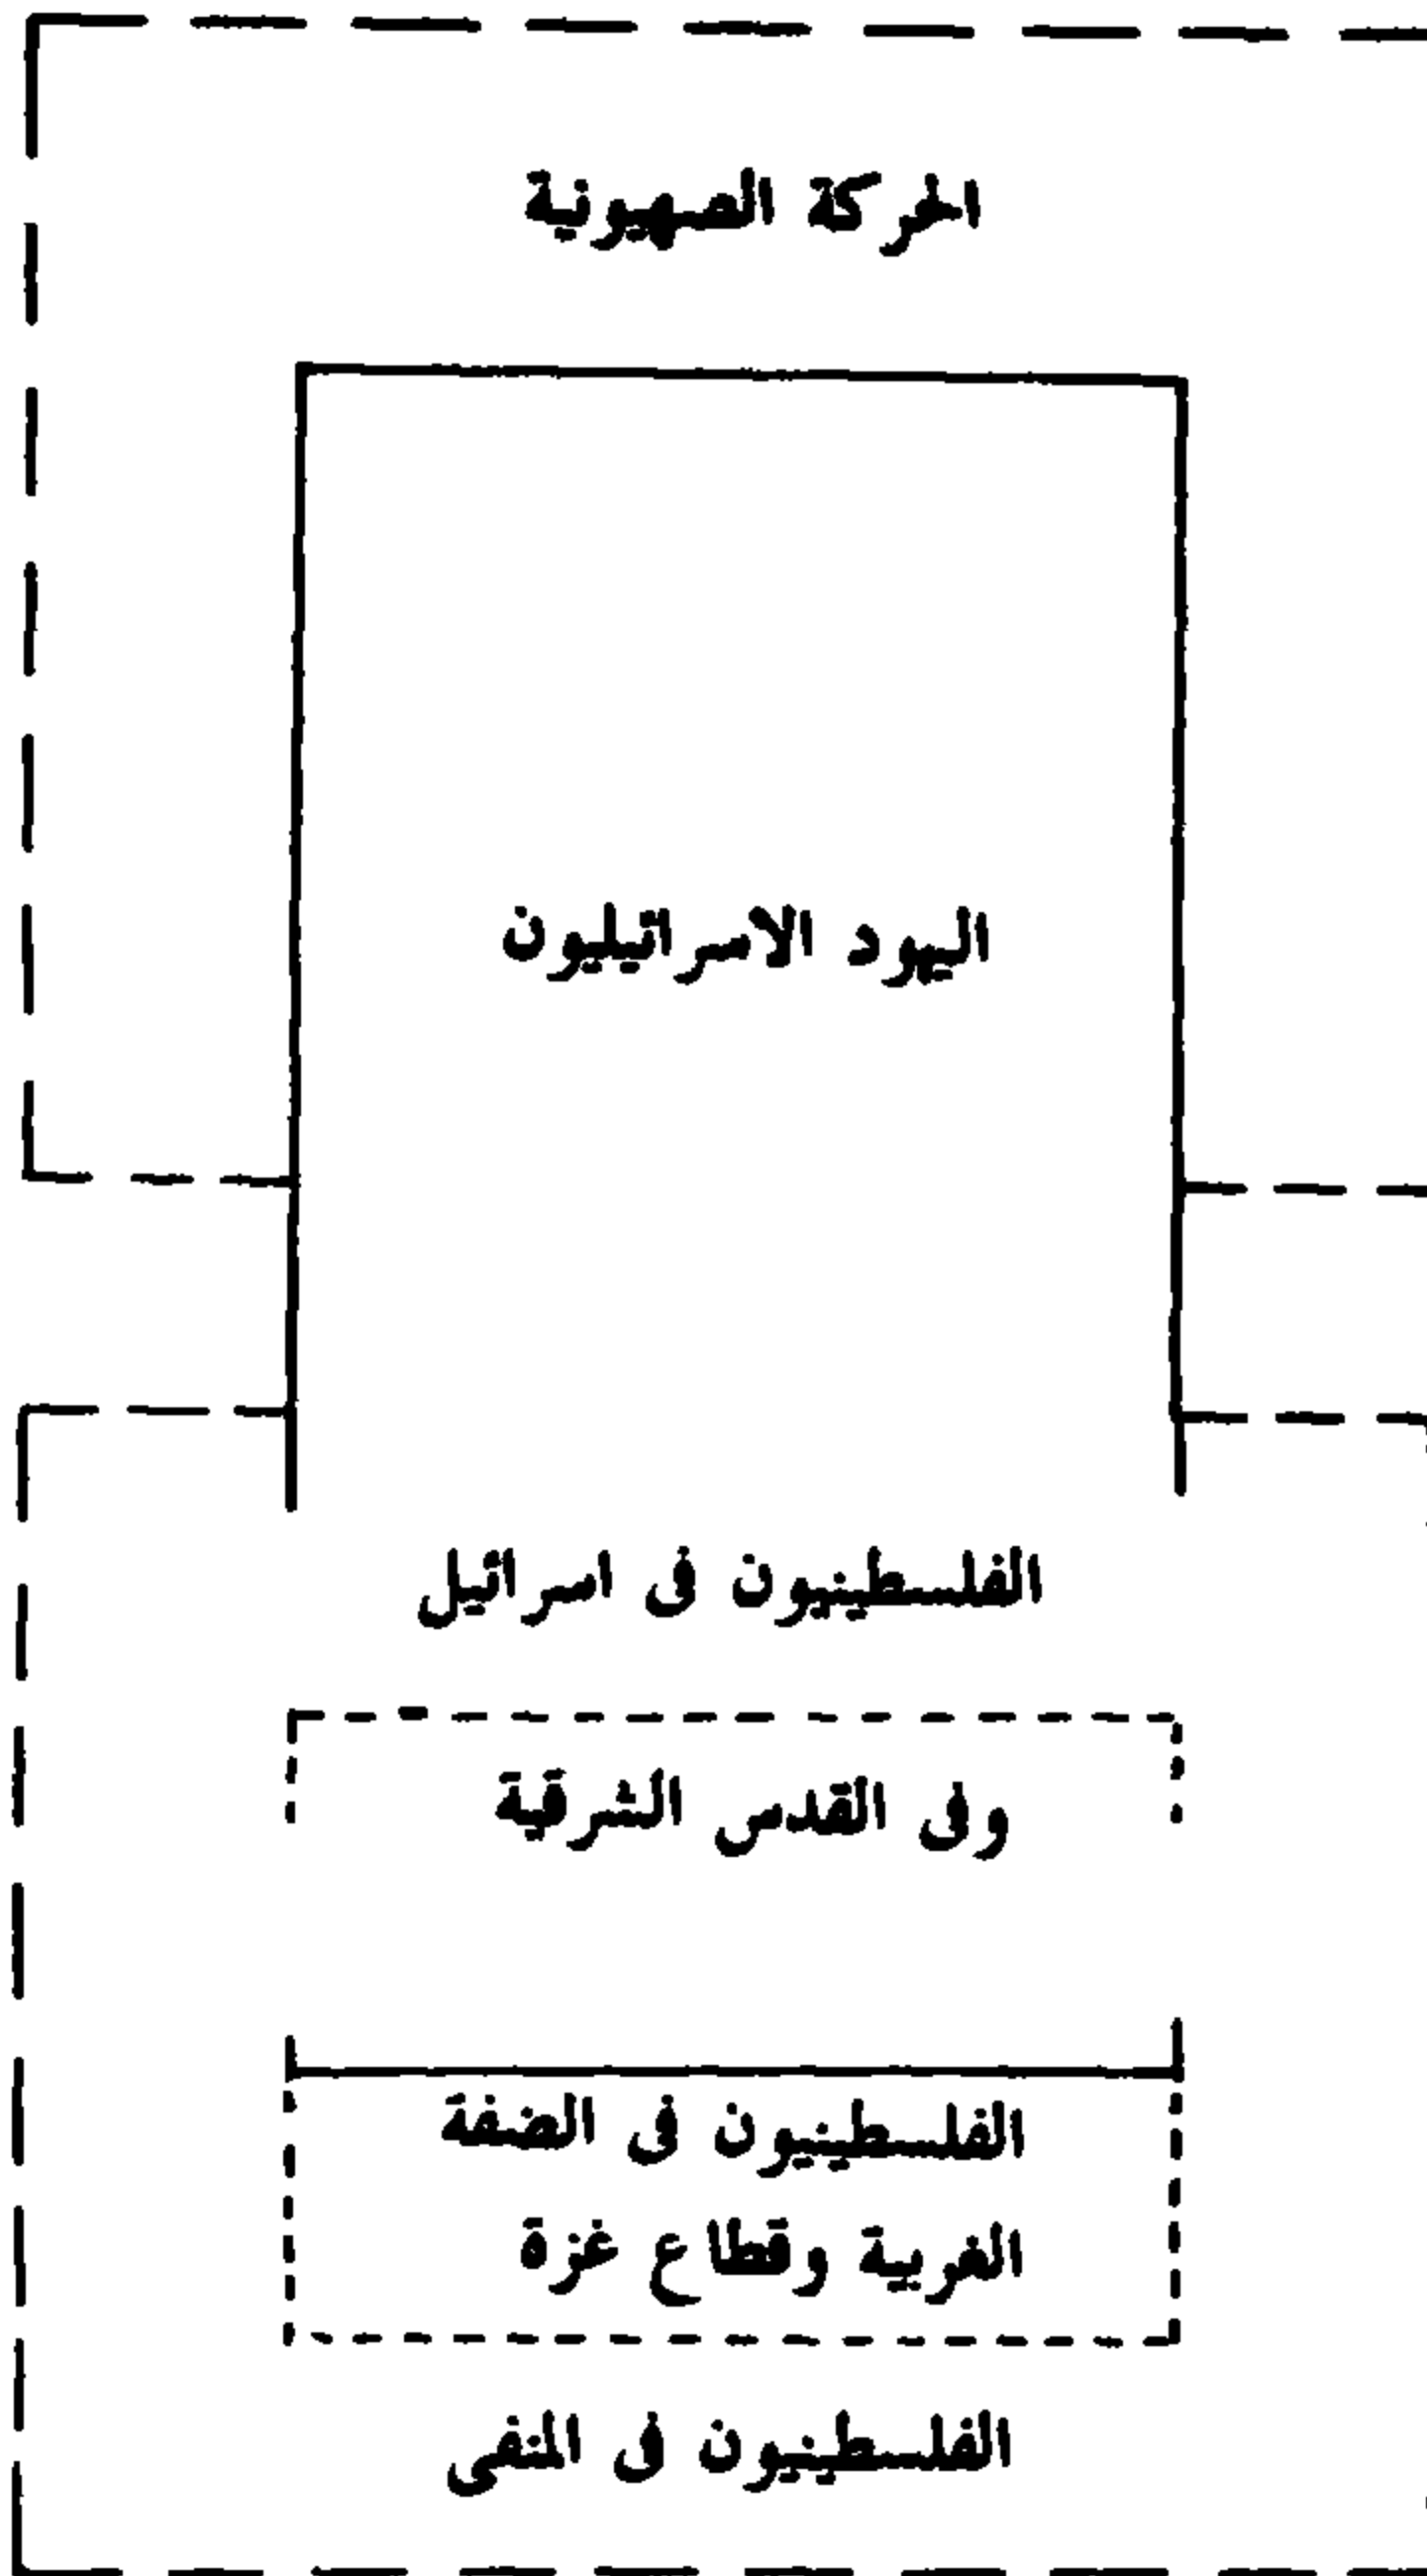 الحركة الصهيونية
اليهود الاسرائيليون
الفلسطينيون فى اسرائيل
وفى القدس الشرقية
الفلسطينيون فى الضفة
الغربية وقطاع غزة
الفلسطينيون فى المنفى